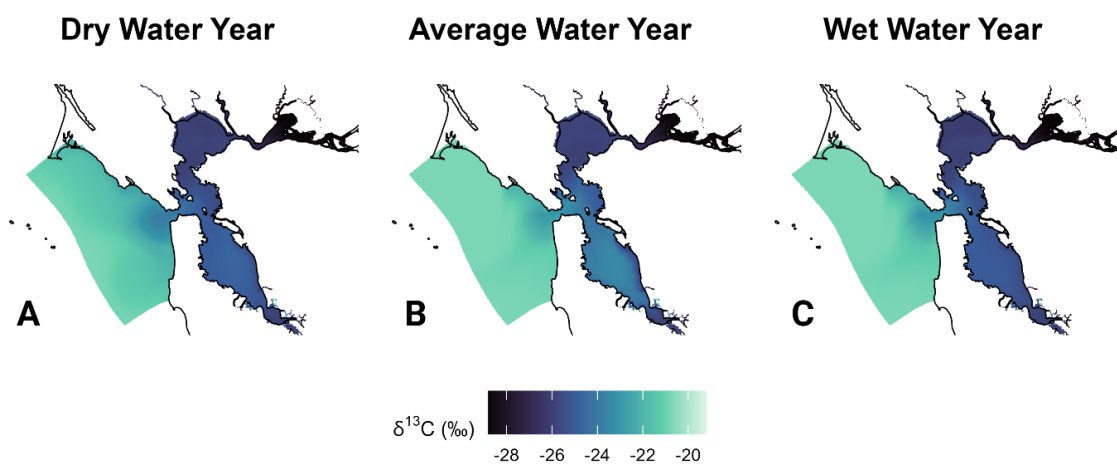 Dry Water Year
Average Water Year
Wet Water Year
A
B
C
δ¹³C (‰)
-28 -26 -24 -22 -20